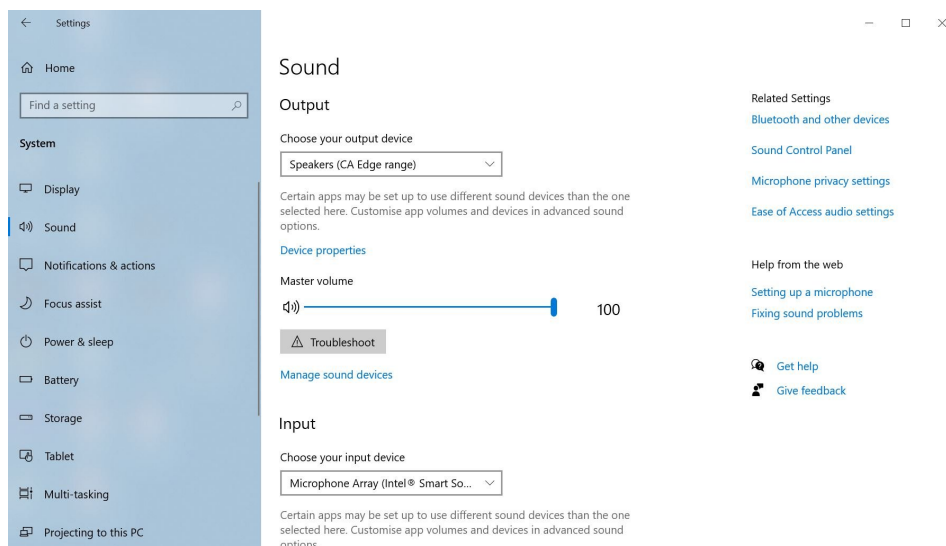 Settings
Home
Find a setting
System
Display
Sound
Notifications & actions
Focus assist
Power & sleep
Battery
Storage
Tablet
Multi-tasking
Projecting to this PC
Sound
Output
Choose your output device
Speakers (CA Edge range)
Certain apps may be set up to use different sound devices than the one
selected here. Customise app volumes and devices in advanced sound
options.
Device properties
Master volume
100
Troubleshoot
Manage sound devices
Input
Choose your input device
Microphone Array (Intel® Smart So...
Certain apps may be set up to use different sound devices than the one
selected here. Customise app volumes and devices in advanced sound
options.
Related Settings
Bluetooth and other devices
Sound Control Panel
Microphone privacy settings
Ease of Access audio settings
Help from the web
Setting up a microphone
Fixing sound problems
Get help
Give feedback